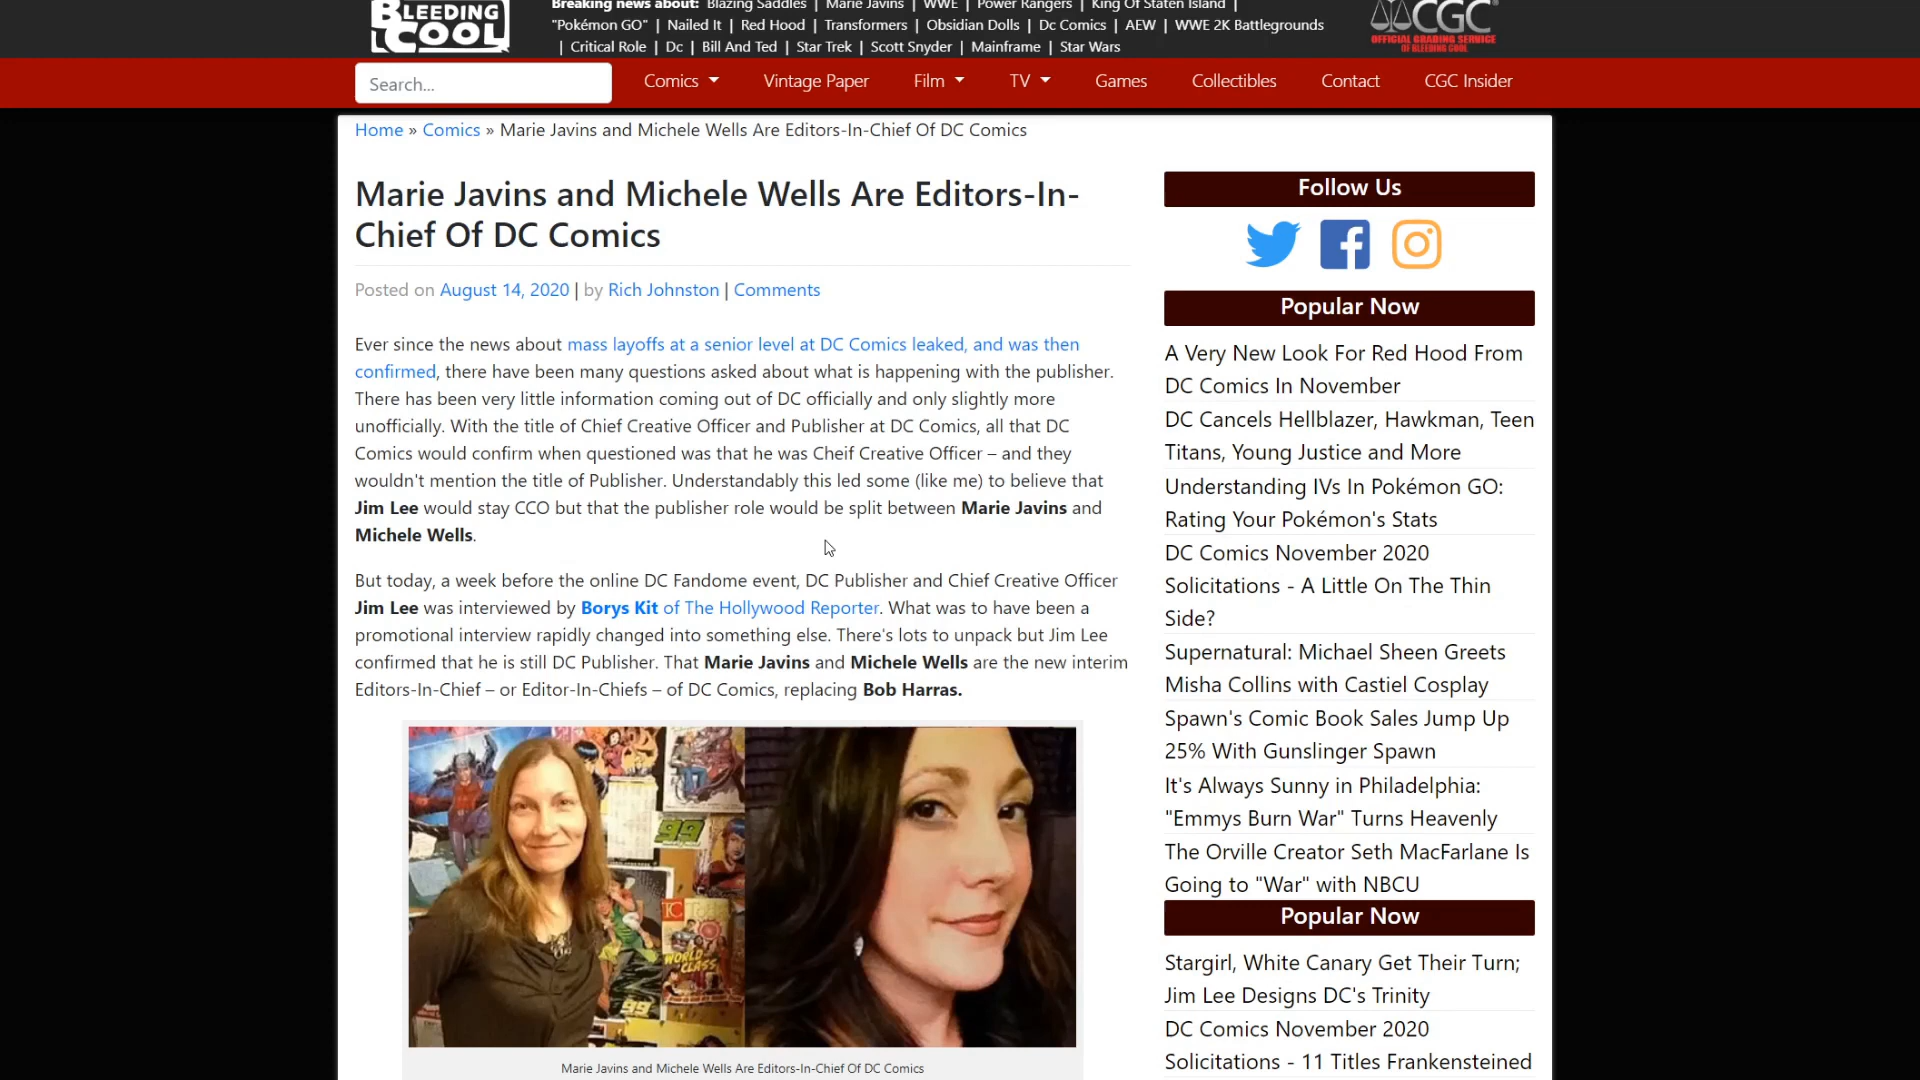 BLEEDING
COOL
Breaking news about: Blazing Saddles | Marie Javins | WWE | Power Rangers | King Of Staten Island |
"Pokémon GO" | Nailed It | Red Hood | Transformers | Obsidian Dolls | Dc Comics | AEW | WWE 2K Battlegrounds
| Critical Role | Dc | Bill And Ted | Star Trek | Scott Snyder | Mainframe | Star Wars
CGC
OFFICIAL GRADING SERVICE
OF BLEEDING COOL
Search...
Comics
Vintage Paper
Film
TV
Games
Collectibles
Contact
CGC Insider
Home » Comics » Marie Javins and Michele Wells Are Editors-In-Chief Of DC Comics
Marie Javins and Michele Wells Are Editors-In-
Chief Of DC Comics
Posted on August 14, 2020 | by Rich Johnston | Comments
Ever since the news about mass layoffs at a senior level at DC Comics leaked, and was then
confirmed, there have been many questions asked about what is happening with the publisher.
There has been very little information coming out of DC officially and only slightly more
unofficially. With the title of Chief Creative Officer and Publisher at DC Comics, all that DC
Comics would confirm when questioned was that he was Cheif Creative Officer – and they
wouldn't mention the title of Publisher. Understandably this led some (like me) to believe that
Jim Lee would stay CCO but that the publisher role would be split between Marie Javins and
Michele Wells.
But today, a week before the online DC Fandome event, DC Publisher and Chief Creative Officer
Jim Lee was interviewed by Borys Kit of The Hollywood Reporter. What was to have been a
promotional interview rapidly changed into something else. There's lots to unpack but Jim Lee
confirmed that he is still DC Publisher. That Marie Javins and Michele Wells are the new interim
Editors-In-Chief – or Editor-In-Chiefs – of DC Comics, replacing Bob Harras.
99
WORLD
CLASS
99
Marie Javins and Michele Wells Are Editors-In-Chief Of DC Comics
Follow Us
Popular Now
A Very New Look For Red Hood From
DC Comics In November
DC Cancels Hellblazer, Hawkman, Teen
Titans, Young Justice and More
Understanding IVs In Pokémon GO:
Rating Your Pokémon's Stats
DC Comics November 2020
Solicitations - A Little On The Thin
Side?
Supernatural: Michael Sheen Greets
Misha Collins with Castiel Cosplay
Spawn's Comic Book Sales Jump Up
25% With Gunslinger Spawn
It's Always Sunny in Philadelphia:
"Emmys Burn War" Turns Heavenly
The Orville Creator Seth MacFarlane Is
Going to "War" with NBCU
Popular Now
Stargirl, White Canary Get Their Turn;
Jim Lee Designs DC's Trinity
DC Comics November 2020
Solicitations - 11 Titles Frankensteined